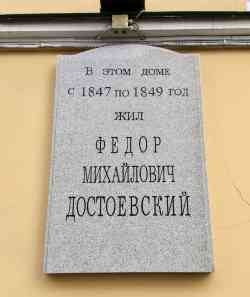 В ЭТОМ ДОМЕ
С 1847 ПО 1849 ГОД
ЖИЛ
ФЕДОР
МИХАЙЛОВИЧ
ДОСТОЕВСКИЙ